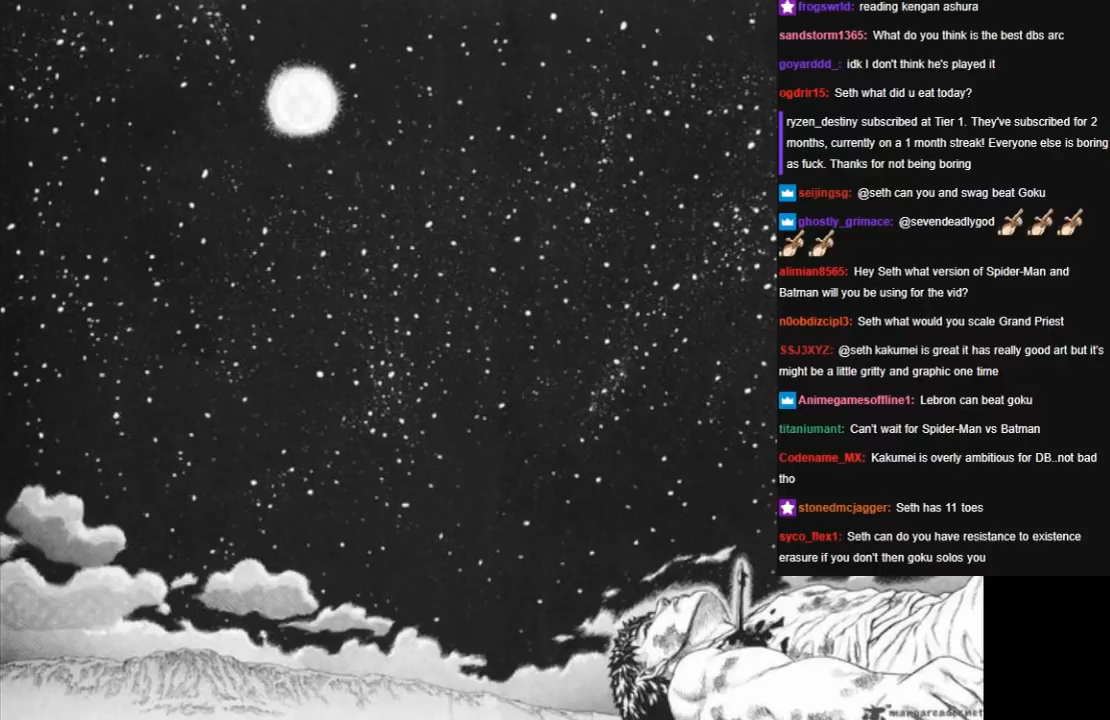 frogswrld: reading kengan ashura
sandstorm1365: What do you think is the best dbs arc
goyarddd_: idk I don't think he's played it
ogdrir15: Seth what did u eat today?
ryzen_destiny subscribed at Tier 1. They've subscribed for 2
months, currently on a 1 month streak! Everyone else is boring
as fuck. Thanks for not being boring
seijingsg: @seth can you and swag beat Goku
ghostly_grimace: @sevendeadlygod
alimian8565: Hey Seth what version of Spider-Man and
Batman will you be using for the vid?
n0obdizcipl3: Seth what would you scale Grand Priest
SSJ3XYZ: @seth kakumei is great it has really good art but it's
might be a little gritty and graphic one time
Animegamesoffline1: Lebron can beat goku
titaniumant: Can't wait for Spider-Man vs Batman
Codename_MX: Kakumei is overly ambitious for DB..not bad
tho
stonedmcjagger: Seth has 11 toes
syco_flex1: Seth can do you have resistance to existence
erasure if you don't then goku solos you
mangareader.net